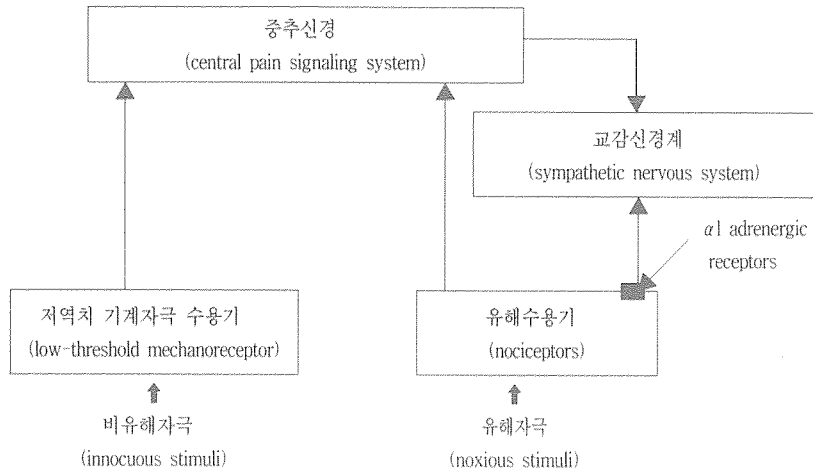 중추신경
(central pain signaling system)
교감신경계
(sympathetic nervous system)
α1 adrenergic
receptors
저역치 기계자극 수용기
(low-threshold mechanoreceptor)
유해수용기
(nociceptors)
비유해자극
(innocuous stimuli)
유해자극
(noxious stimuli)